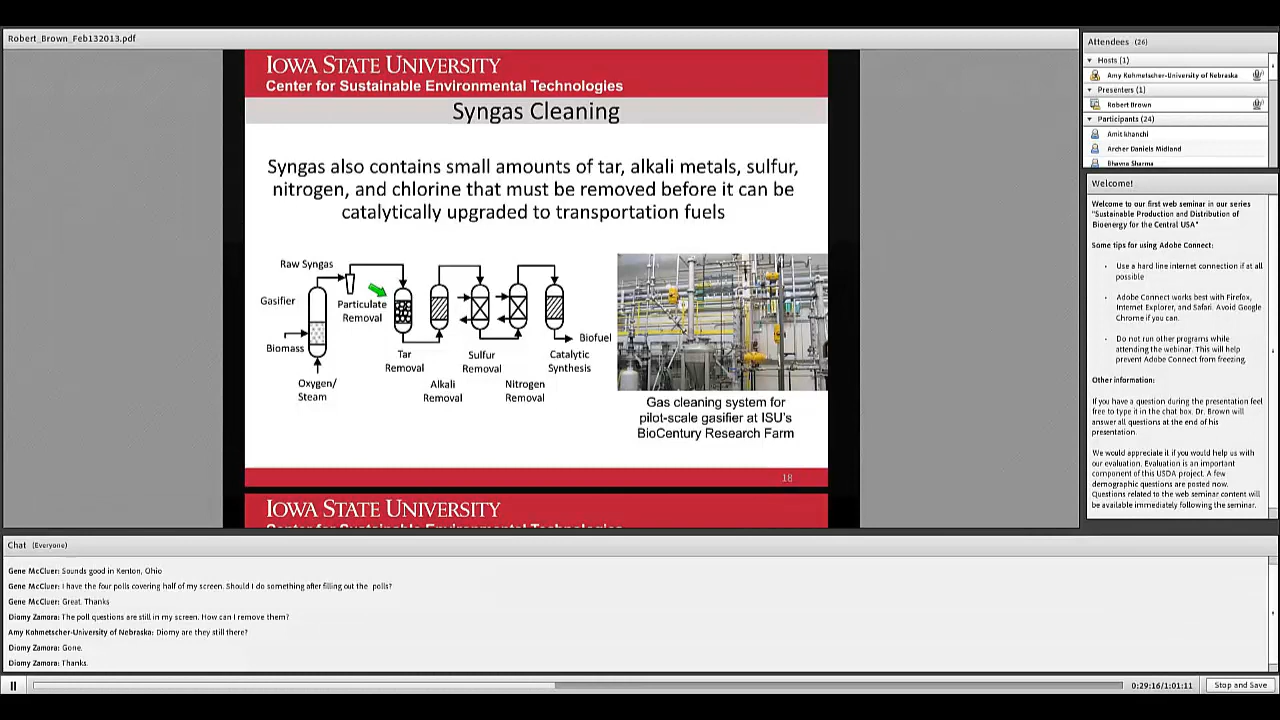 Robert_Brown_Feb132013.pdf
IOWA STATE UNIVERSITY
Center for Sustainable Environmental Technologies
Syngas Cleaning
Syngas also contains small amounts of tar, alkali metals, sulfur,
nitrogen, and chlorine that must be removed before it can be
catalytically upgraded to transportation fuels
Raw Syngas
Gasifier
Particulate
Removal
Biomass
Oxygen/
Steam
Tar
Removal
Alkali
Removal
Sulfur
Removal
Nitrogen
Removal
Catalytic
Synthesis
Biofuel
Gas cleaning system for
pilot-scale gasifier at ISU's
BioCentury Research Farm
18
IOWA STATE UNIVERSITY
Center for Sustainable Environmental Technologies
Attendees (26)
Hosts (1)
Amy Kohmetscher-University of Nebraska
Presenters (1)
Robert Brown
Participants (24)
Amit khanchi
Archer Daniels Midland
Bhavna Sharma
Welcome!
Welcome to our first web seminar in our series
"Sustainable Production and Distribution of
Bioenergy for the Central USA"
Some tips for using Adobe Connect:
• Use a hard line internet connection if at all
possible
• Adobe Connect works best with Firefox,
Internet Explorer, and Safari. Avoid Google
Chrome if you can.
• Do not run other programs while
attending the webinar. This will help
prevent Adobe Connect from freezing.
Other information:
If you have a question during the presentation feel
free to type it in the chat box. Dr. Brown will
answer all questions at the end of his
presentation.
We would appreciate it if you would help us with
our evaluation. Evaluation is an important
component of this USDA project. A few
demographic questions are posted now.
Questions related to the web seminar content will
be available immediately following the seminar.
Chat (Everyone)
Gene McCluer: Sounds good in Kenton, Ohio
Gene McCluer: I have the four polls covering half of my screen. Should I do something after filling out the polls?
Gene McCluer: Great. Thanks
Diomy Zamora: The poll questions are still in my screen. How can I remove them?
Amy Kohmetscher-University of Nebraska: Diomy are they still there?
Diomy Zamora: Gone.
Diomy Zamora: Thanks.
0:29:16/1:01:11
Stop and Save